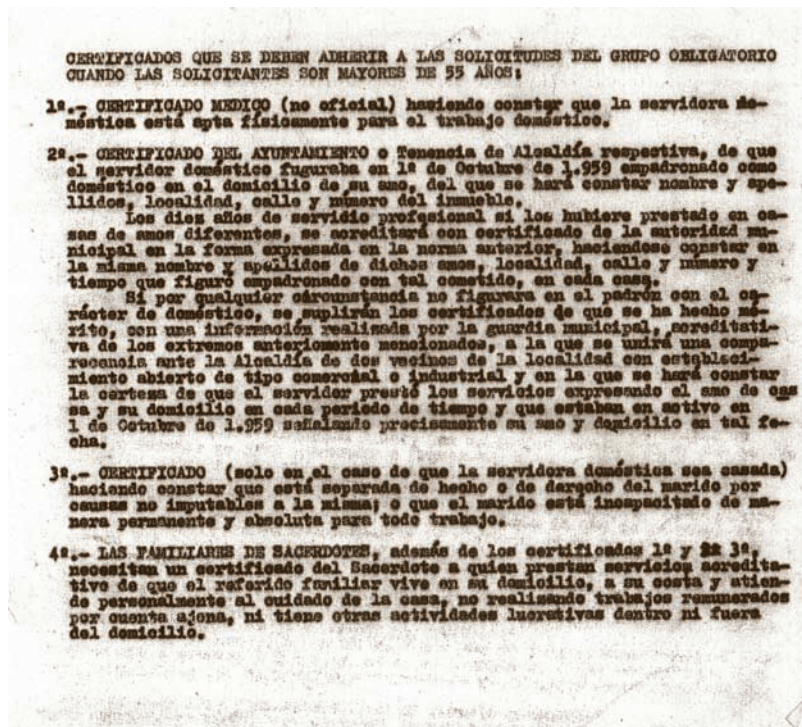 CERTIFICADOS QUE SE DEBEN ADHERIR A LAS SOLICITUDES DEL GRUPO OBLIGATORIO
CUANDO LAS SOLICITANTES SON MAYORES DE 55 AÑOS:
1º.- CERTIFICADO MEDICO (no oficial) haciendo constar que la servidora do-
méstica está apta físicamente para el trabajo doméstico.
2º.- CERTIFICADO DEL AYUNTAMIENTO o Tenencia de Alcaldía respectiva, de que
el servidor doméstico fuguraba en 1º de Octubre de 1.959 empadronado como
doméstico en el domicilio de su amo, del que se hará constar nombre y ape-
llidos, localidad, calle y número del inmueble.
Los diez años de servidio profesional si los hubiere prestado en ca-
sas de amos diferentes, se acreditará con certificado de la autoridad mu-
nicipal en la forma expresada en la norma anterior, haciendose constar en
la misma nombre y apellidos de dichos amos, localidad, calle y número y
tiempo que figuró empadronado con tal cometido, en cada casa.
Si por cualquier circunstancia no figurara en el padrón con el ca-
rácter de doméstico, se suplirán los certificados de que se ha hecho mé-
rito, con una información realizada por la guardia municipal, acreditati-
va de los extremos anteriomente mencionados, a la que se unirá una compa-
recencia ante la Alcaldía de dos vecinos de la localidad con estableci-
miento abierto de tipo comercial o industrial y en la que se hará constar
la certeza de que el servidor prestó los servicios expresando el amo de cas
sa y su domicilio en cada periodo de tiempo y que estaban en activo en
1 de Octubre de 1.959 señalando precisamente su amo y domicilio en tal fe-
cha.
3º.- CERTIFICADO (solo en el caso de que la servidora doméstica sea casada)
haciendo constar que está separada de hecho o de derecho del marido por
causas no imputables a la misma; o que el marido está incapacitado de ma-
nera permanente y absoluta para todo trabajo.
4º.- LAS FAMILIARES DE SACERDOTES, además de los certificados 1º y 3º,
necesitan un certificado del Sacerdote a quien prestan servicios acredita-
tivo de que el referido familiar vive en su domicilio, a su costa y atien-
de personalmente al cuidado de la casa, no realizando trabajos remunerados
por cuenta ajena, ni tiene otras actividades lucrativas dentro ni fuera
del domicilio.